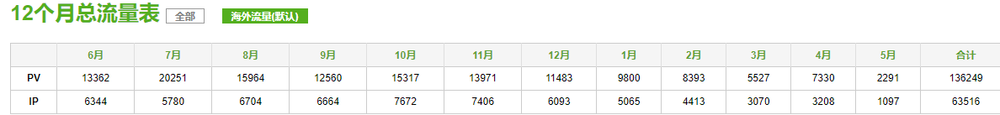 12个月总流量表 全部 海外流量(默认)
6月 7月 8月 9月 10月 11月 12月 1月 2月 3月 4月 5月 合计
PV 13362 20251 15964 12560 15317 13971 11483 9800 8393 5527 7330 2291 136249
IP 6344 5780 6704 6664 7672 7406 6093 5065 4413 3070 3208 1097 63516